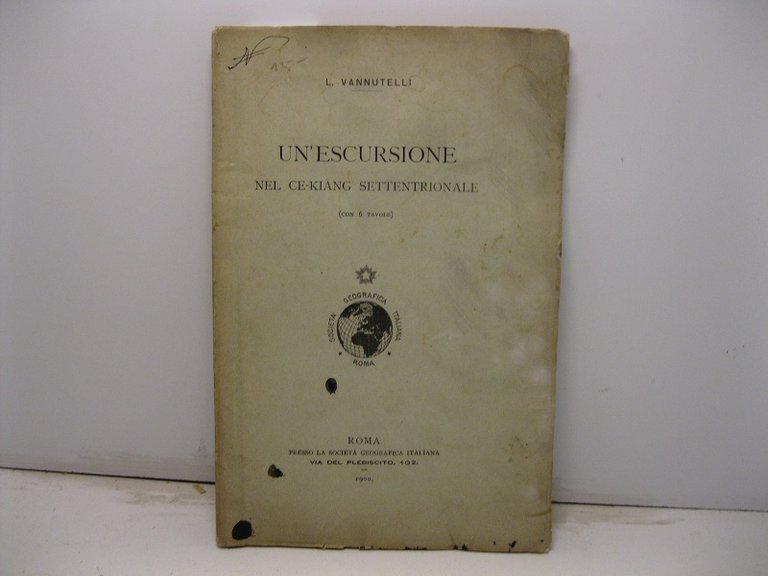 L. VANNUTELLI
UN'ESCURSIONE
NEL CE-KIANG SETTENTRIONALE
(CON 6 TAVOLE)
SOCIETÀ GEOGRAFICA ITALIANA
ROMA
ROMA
PRESSO LA SOCIETÀ GEOGRAFICA ITALIANA
VIA DEL PLEBISCITO, 102.